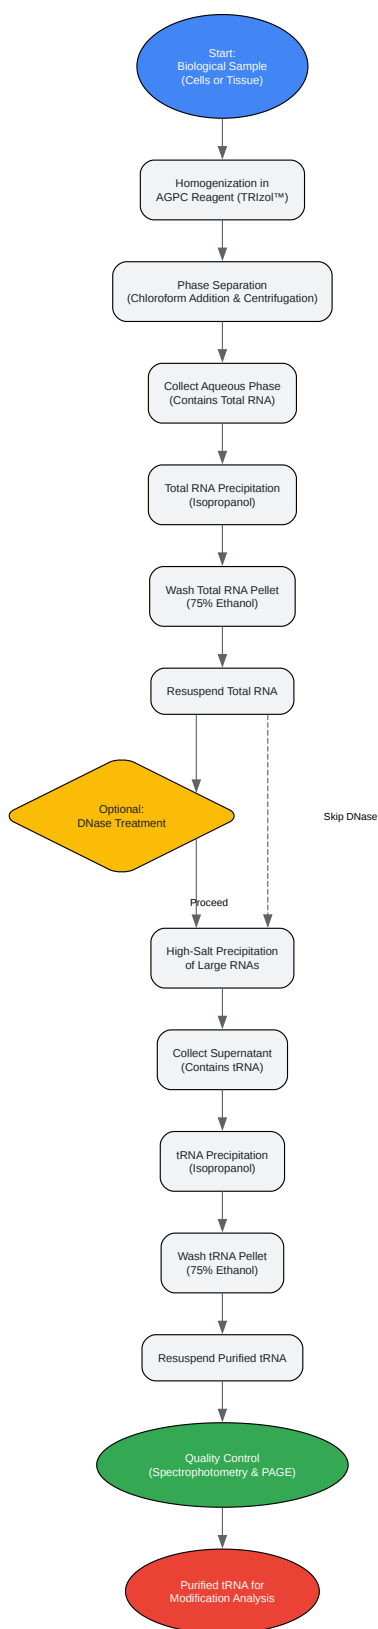 Start:
Biological Sample
(Cells or Tissue)
Homogenization in
AGPC Reagent (TRIzol™)
Phase Separation
(Chloroform Addition & Centrifugation)
Collect Aqueous Phase
(Contains Total RNA)
Total RNA Precipitation
(Isopropanol)
Wash Total RNA Pellet
(75% Ethanol)
Resuspend Total RNA
Optional:
DNase Treatment
Skip DNase
Proceed
High-Salt Precipitation
of Large RNAs
Collect Supernatant
(Contains tRNA)
tRNA Precipitation
(Isopropanol)
Wash tRNA Pellet
(75% Ethanol)
Resuspend Purified tRNA
Quality Control
(Spectrophotometry & PAGE)
Purified tRNA for
Modification Analysis